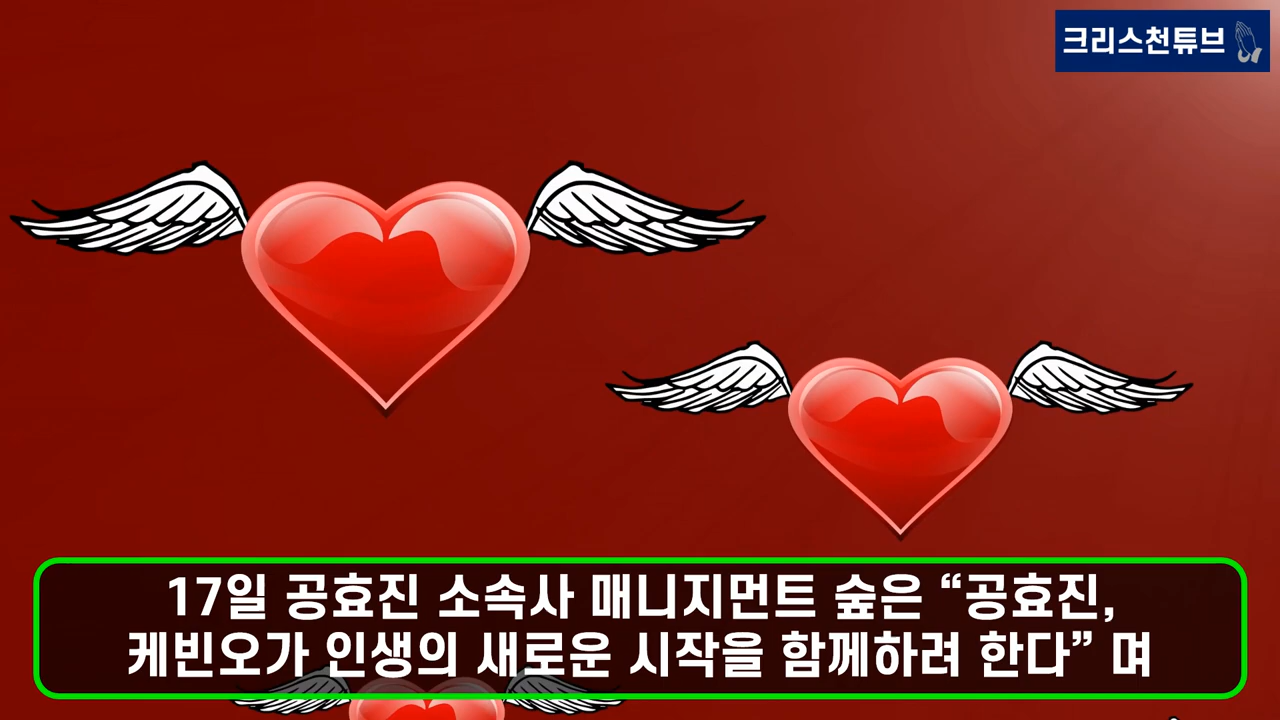 크리스천튜브
17일 공효진 소속사 매니지먼트 숲은 “공효진,
케빈오가 인생의 새로운 시작을 함께하려 한다” 며